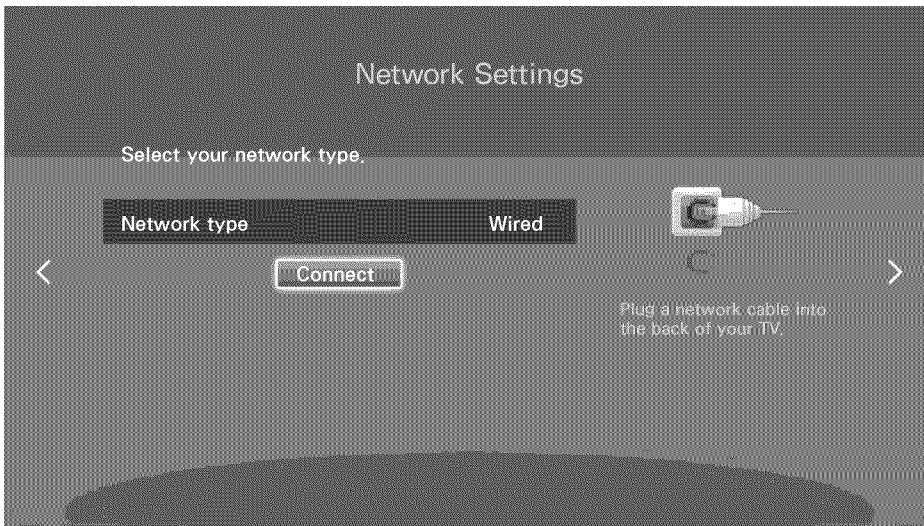 Network Settings
Select your network type.
Network type Wired
Connect
Plug a network cable into
the back of your TV.